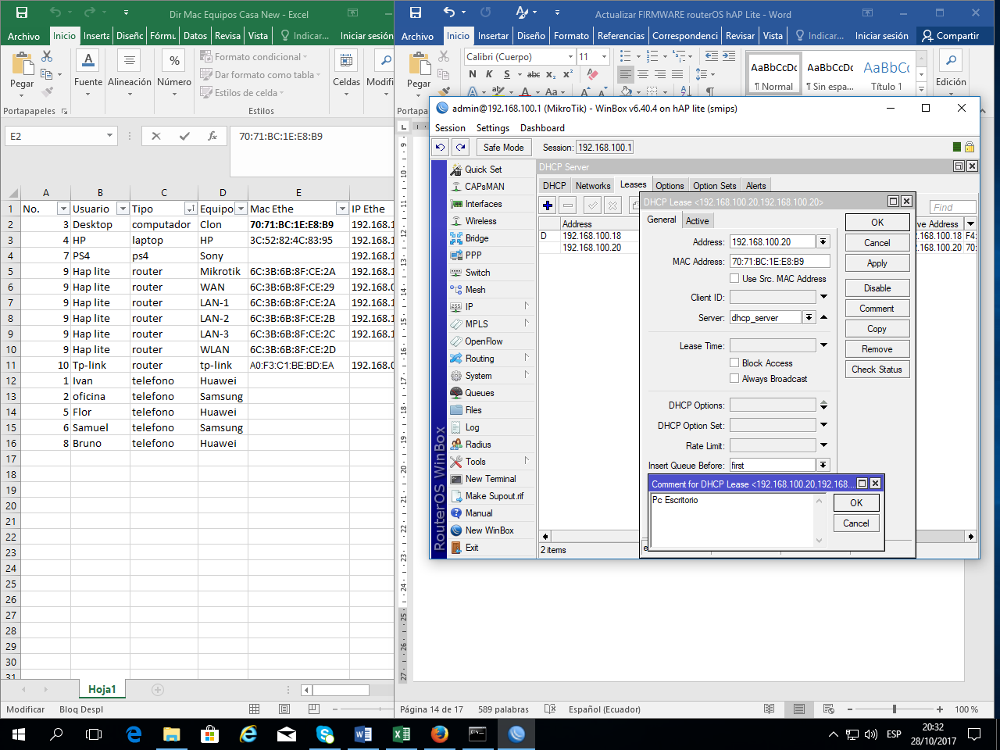 Dir Mac Equipos Casa New - Excel
Archivo Inicio Inserta Diseñc Fórmu Datos Revisa Vista Indicar... Iniciar sesión
Pegar
Fuente
Alineación
Número
Formato condicional
Dar formato como tabla
Estilos de celda
Celdas
Modifi
Portapapeles
Estilos
E2
fx
70:71:BC:1E:E8:B9
A B C D E
1 No. Usuario Tipo Equipo Mac Ethe IP Ethe
2 3 Desktop computador Clon 70:71:BC:1E:E8:B9 192.168.1
3 4 HP laptop HP 3C:52:82:4C:83:95 192.168.1
4 7 PS4 ps4 Sony 192.168.1
5 9 Hap lite router Mikrotik 6C:3B:6B:8F:CE:2A 192.168.1
6 9 Hap lite router WAN 6C:3B:6B:8F:CE:29 192.168.0
7 9 Hap lite router LAN-1 6C:3B:6B:8F:CE:2A 192.168.1
8 9 Hap lite router LAN-2 6C:3B:6B:8F:CE:2B 192.168.1
9 9 Hap lite router LAN-3 6C:3B:6B:8F:CE:2C 192.168.1
10 9 Hap lite router WLAN 6C:3B:6B:8F:CE:2D
11 10 Tp-link router tp-link A0:F3:C1:BE:BD:EA 192.168.0
12 1 Ivan telefono Huawei
13 2 oficina telefono Samsung
14 5 Flor telefono Huawei
15 6 Samuel telefono Samsung
16 8 Bruno telefono Huawei
17
18
19
20
21
22
23
24
25
26
27
28
29
30
31
Hoja1
Modificar Bloq Despl
Actualizar FIRMWARE routerOS hAP Lite - Word
Archivo Inicio Insertar Diseño Formato Referencias Correspondenci Revisar Vista Indicar... Iniciar sesión Compartir
Pegar
Portapa
Calibri (Cuerpo) 11
N K S abc x₂ x²
A aby A Aa A A
AaBbCcDc AaBbCcDc AaBbCc
¶ Normal ¶ Sin espa... Título 1
Edición
admin@192.168.100.1 (MikroTik) - WinBox v6.40.4 on hAP lite (smips)
Session Settings Dashboard
Safe Mode Session: 192.168.100.1
RouterOS WinBox
Quick Set
CAPsMAN
Interfaces
Wireless
Bridge
PPP
Switch
Mesh
IP
MPLS
OpenFlow
Routing
System
Queues
Files
Log
Radius
Tools
New Terminal
Make Supout.rif
Manual
New WinBox
Exit
DHCP Server
DHCP Networks Leases Options Option Sets Alerts
Find
Address
ve Address
D 192.168.100.18
.168.100.18 F4:
192.168.100.20
.168.100.20 70:
2 items
DHCP Lease <192.168.100.20,192.168.100.20>
General Active
Address: 192.168.100.20
MAC Address: 70:71:BC:1E:E8:B9
Use Src. MAC Address
Client ID:
Server: dhcp_server
Lease Time:
Block Access
Always Broadcast
DHCP Options:
DHCP Option Set:
Rate Limit:
Insert Queue Before: first
OK
Cancel
Apply
Disable
Comment
Copy
Remove
Check Status
Comment for DHCP Lease <192.168.100.20,192.168....
Pc Escritorio
OK
Cancel
Página 14 de 17 589 palabras Español (Ecuador) 100 %
ESP 20:32
28/10/2017